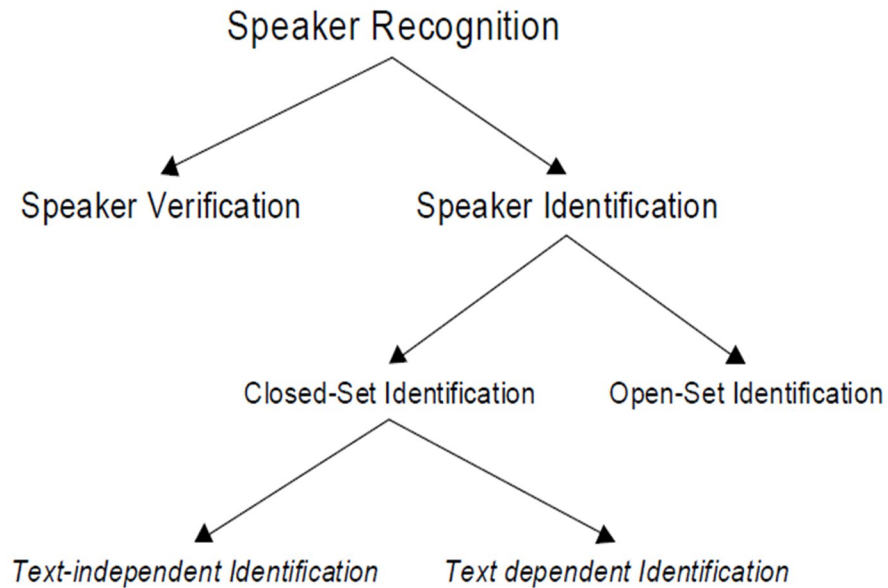 Speaker Recognition
Speaker Verification
Speaker Identification
Closed-Set Identification
Open-Set Identification
Text-independent Identification
Text dependent Identification